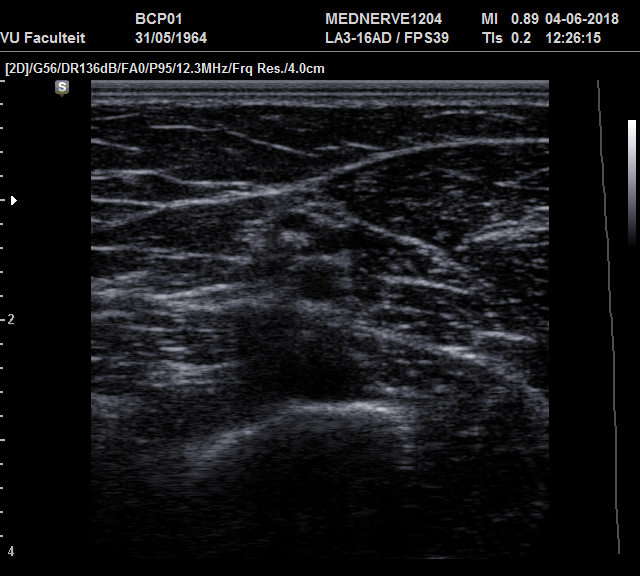 BCP01 MEDNERVE1204 MI 0.89 04-06-2018
VU Faculteit 31/05/1964 LA3-16AD / FPS39 TIs 0.2 12:26:15
[2D]/G56/DR136dB/FA0/P95/12.3MHz/Frq Res./4.0cm
S
2
4